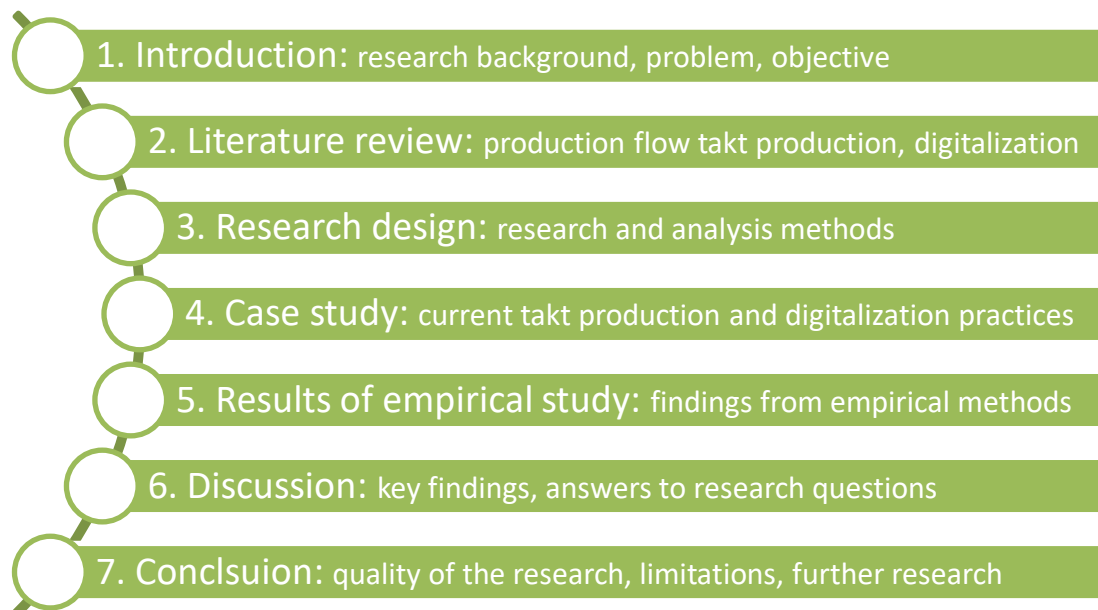 1. Introduction: research background, problem, objective
2. Literature review: production flow takt production, digitalization
3. Research design: research and analysis methods
4. Case study: current takt production and digitalization practices
5. Results of empirical study: findings from empirical methods
6. Discussion: key findings, answers to research questions
7. Conclsuion: quality of the research, limitations, further research